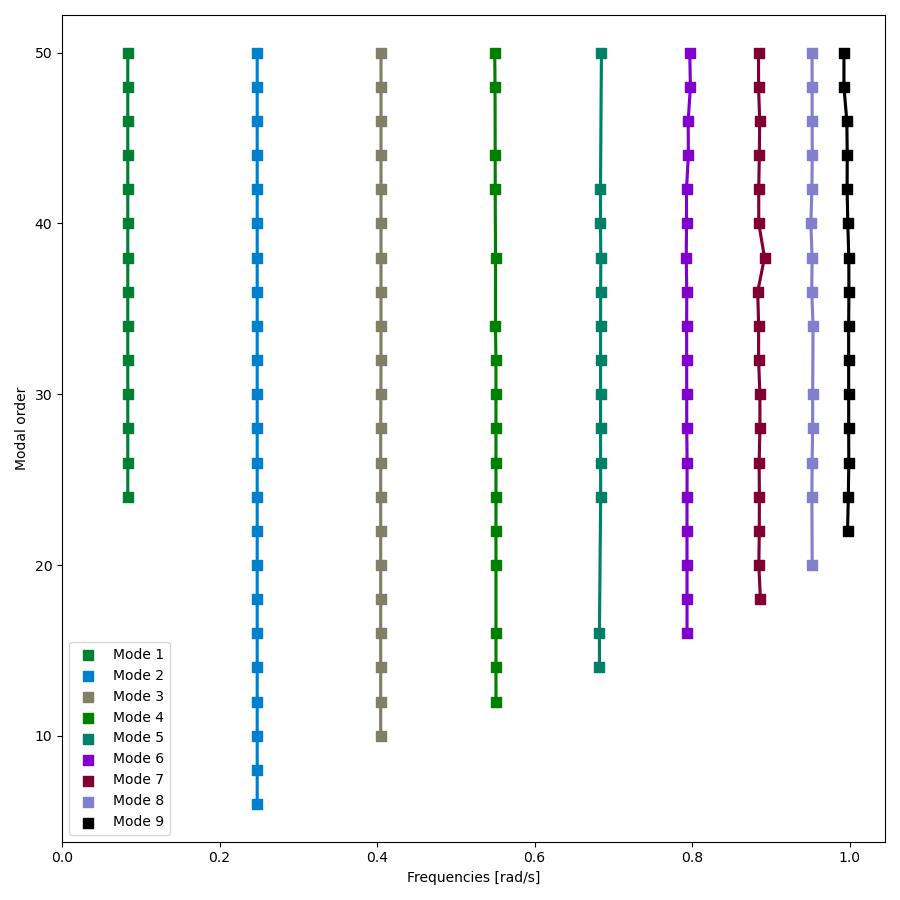 50
40
30
20
10
Modal order
Mode 1
Mode 2
Mode 3
Mode 4
Mode 5
Mode 6
Mode 7
Mode 8
Mode 9
0.0 0.2 0.4 0.6 0.8 1.0
Frequencies [rad/s]